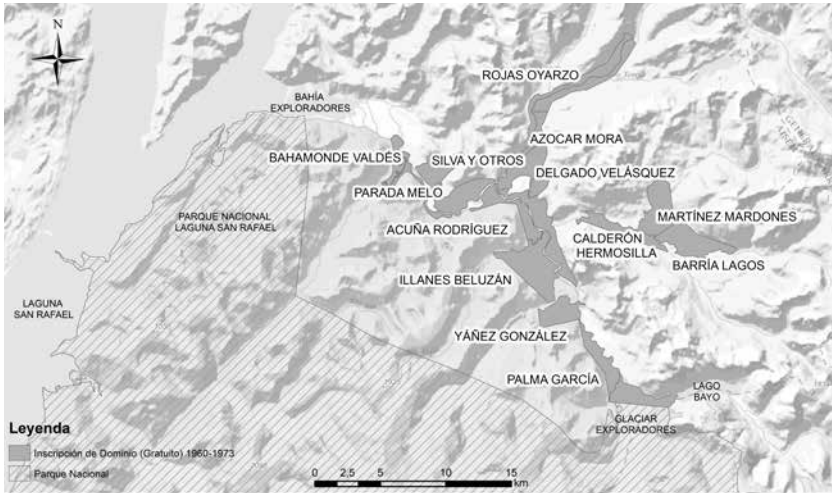 N
ROJAS OYARZO
BAHÍA
EXPLORADORES
AZOCAR MORA
BAHAMONDE VALDÉS
SILVA Y OTROS
DELGADO VELÁSQUEZ
PARADA MELO
PARQUE NACIONAL
LAGUNA SAN RAFAEL
MARTÍNEZ MARDONES
ACUÑA RODRÍGUEZ
CALDERÓN
HERMOSILLA
BARRÍA LAGOS
ILLANES BELUZÁN
LAGUNA
SAN RAFAEL
YÁÑEZ GONZÁLEZ
PALMA GARCÍA
LAGO
BAYO
GLACIAR
EXPLORADORES
Leyenda
Inscripción de Dominio (Gratuito) 1960-1973
Parque Nacional
0 2,5 5 10 15
km